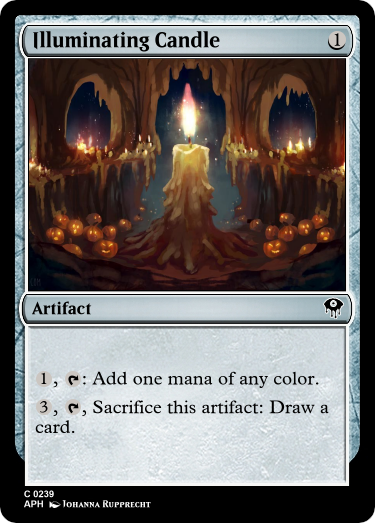 Illuminating Candle 1
Artifact
1, : Add one mana of any color.
3, , Sacrifice this artifact: Draw a
card.
C 0239
APH Johanna Rupprecht